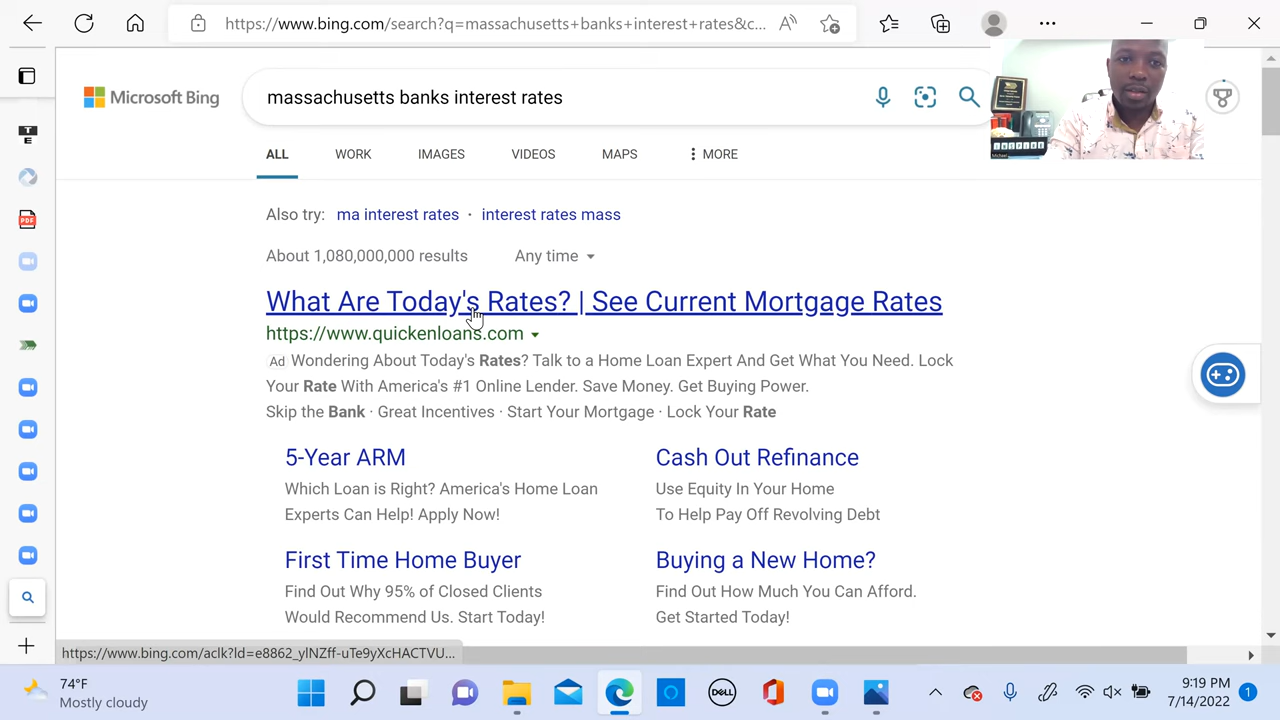 https://www.bing.com/search?q=massachusetts+banks+interest+rates&c...
Microsoft Bing
massachusetts banks interest rates
ALL
WORK
IMAGES
VIDEOS
MAPS
MORE
Also try: ma interest rates · interest rates mass
About 1,080,000,000 results
Any time
What Are Today's Rates? | See Current Mortgage Rates
https://www.quickenloans.com
Ad Wondering About Today's Rates? Talk to a Home Loan Expert And Get What You Need. Lock
Your Rate With America's #1 Online Lender. Save Money. Get Buying Power.
Skip the Bank · Great Incentives · Start Your Mortgage · Lock Your Rate
5-Year ARM
Which Loan is Right? America's Home Loan
Experts Can Help! Apply Now!
Cash Out Refinance
Use Equity In Your Home
To Help Pay Off Revolving Debt
First Time Home Buyer
Find Out Why 95% of Closed Clients
Would Recommend Us. Start Today!
Buying a New Home?
Find Out How Much You Can Afford.
Get Started Today!
https://www.bing.com/aclk?ld=e8862_ylNZff-uTe9yXcHACTVU...
74°F
Mostly cloudy
DELL
9:19 PM
7/14/2022
1
T
E
PDF
Michael